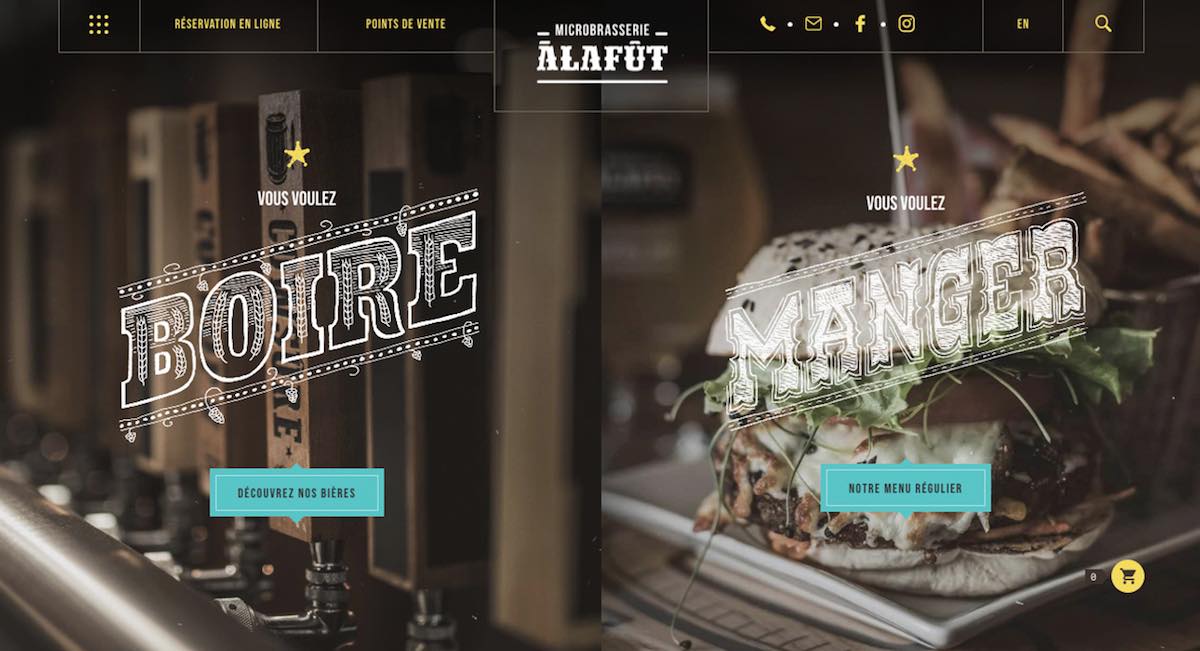 RÉSERVATION EN LIGNE
POINTS DE VENTE
MICROBRASSERIE
ÀLAFÛT
EN
VOUS VOULEZ
BOIRE
DÉCOUVREZ NOS BIÈRES
VOUS VOULEZ
MANGER
NOTRE MENU RÉGULIER
0